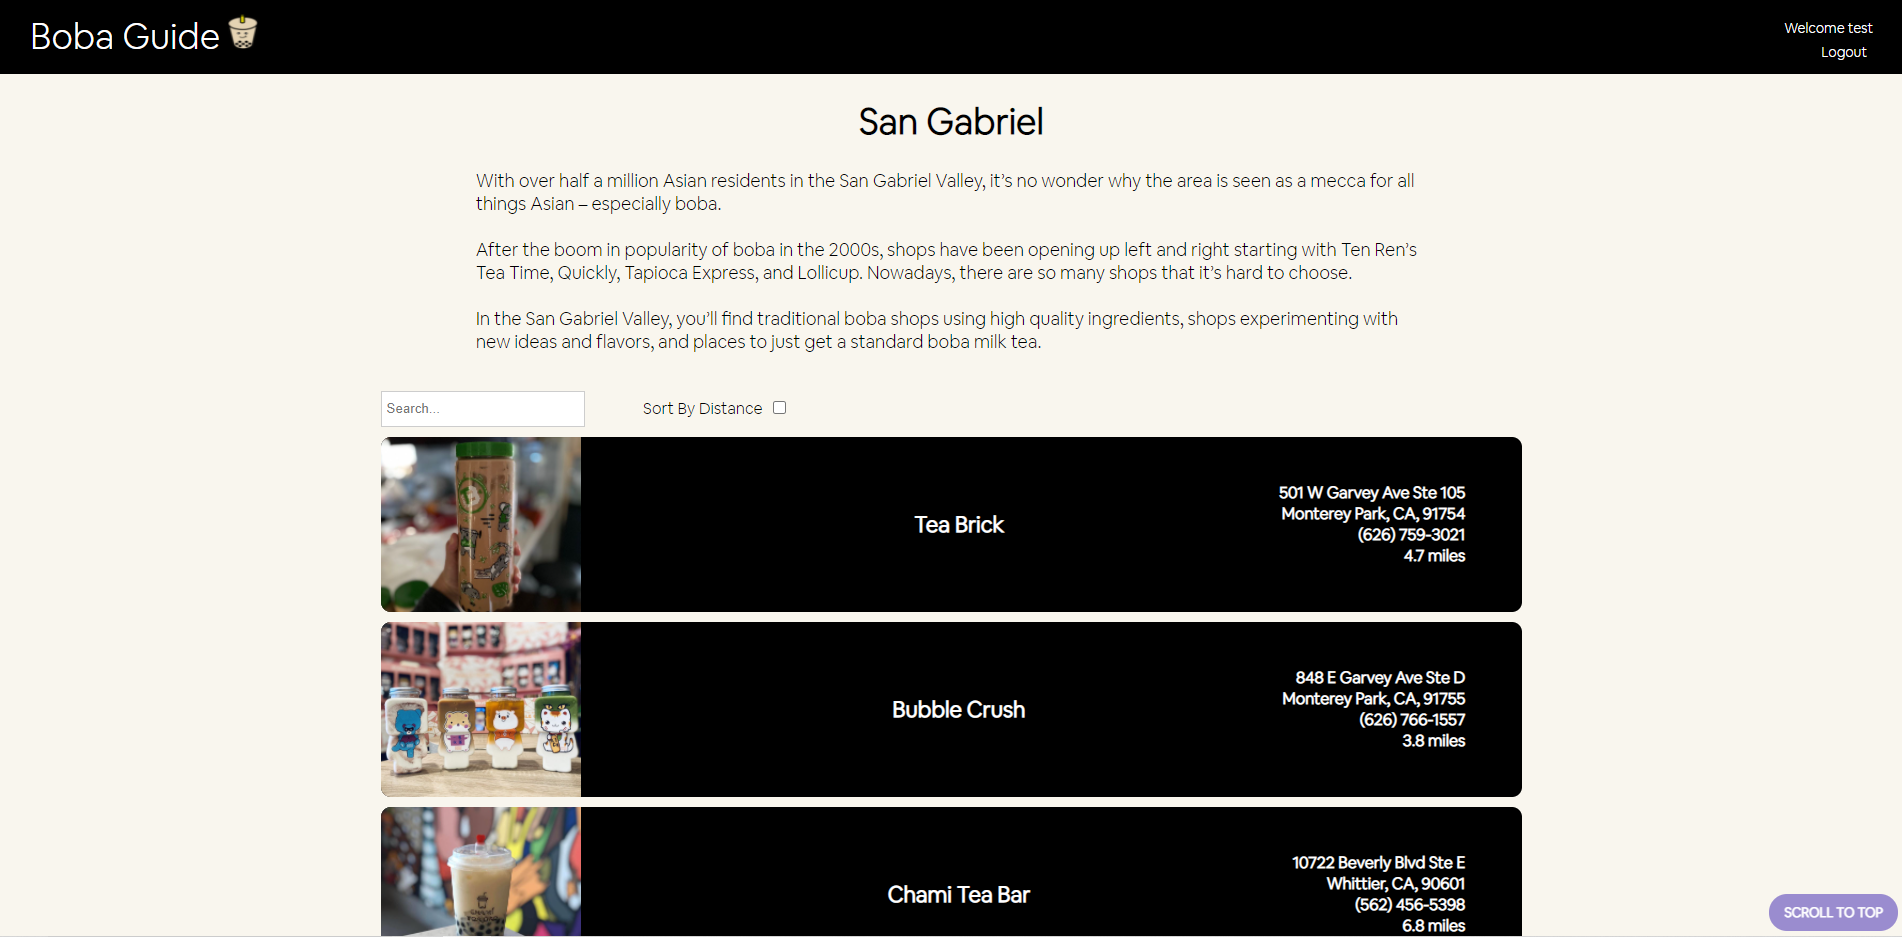 Boba Guide
Welcome test
Logout
San Gabriel
With over half a million Asian residents in the San Gabriel Valley, it's no wonder why the area is seen as a mecca for all
things Asian – especially boba.
After the boom in popularity of boba in the 2000s, shops have been opening up left and right starting with Ten Ren's
Tea Time, Quickly, Tapioca Express, and Lollicup. Nowadays, there are so many shops that it's hard to choose.
In the San Gabriel Valley, you'll find traditional boba shops using high quality ingredients, shops experimenting with
new ideas and flavors, and places to just get a standard boba milk tea.
Search...
Sort By Distance
Tea Brick
501 W Garvey Ave Ste 105
Monterey Park, CA, 91754
(626) 759-3021
4.7 miles
Bubble Crush
848 E Garvey Ave Ste D
Monterey Park, CA, 91755
(626) 766-1557
3.8 miles
Chami Tea Bar
10722 Beverly Blvd Ste E
Whittier, CA, 90601
(562) 456-5398
6.8 miles
SCROLL TO TOP